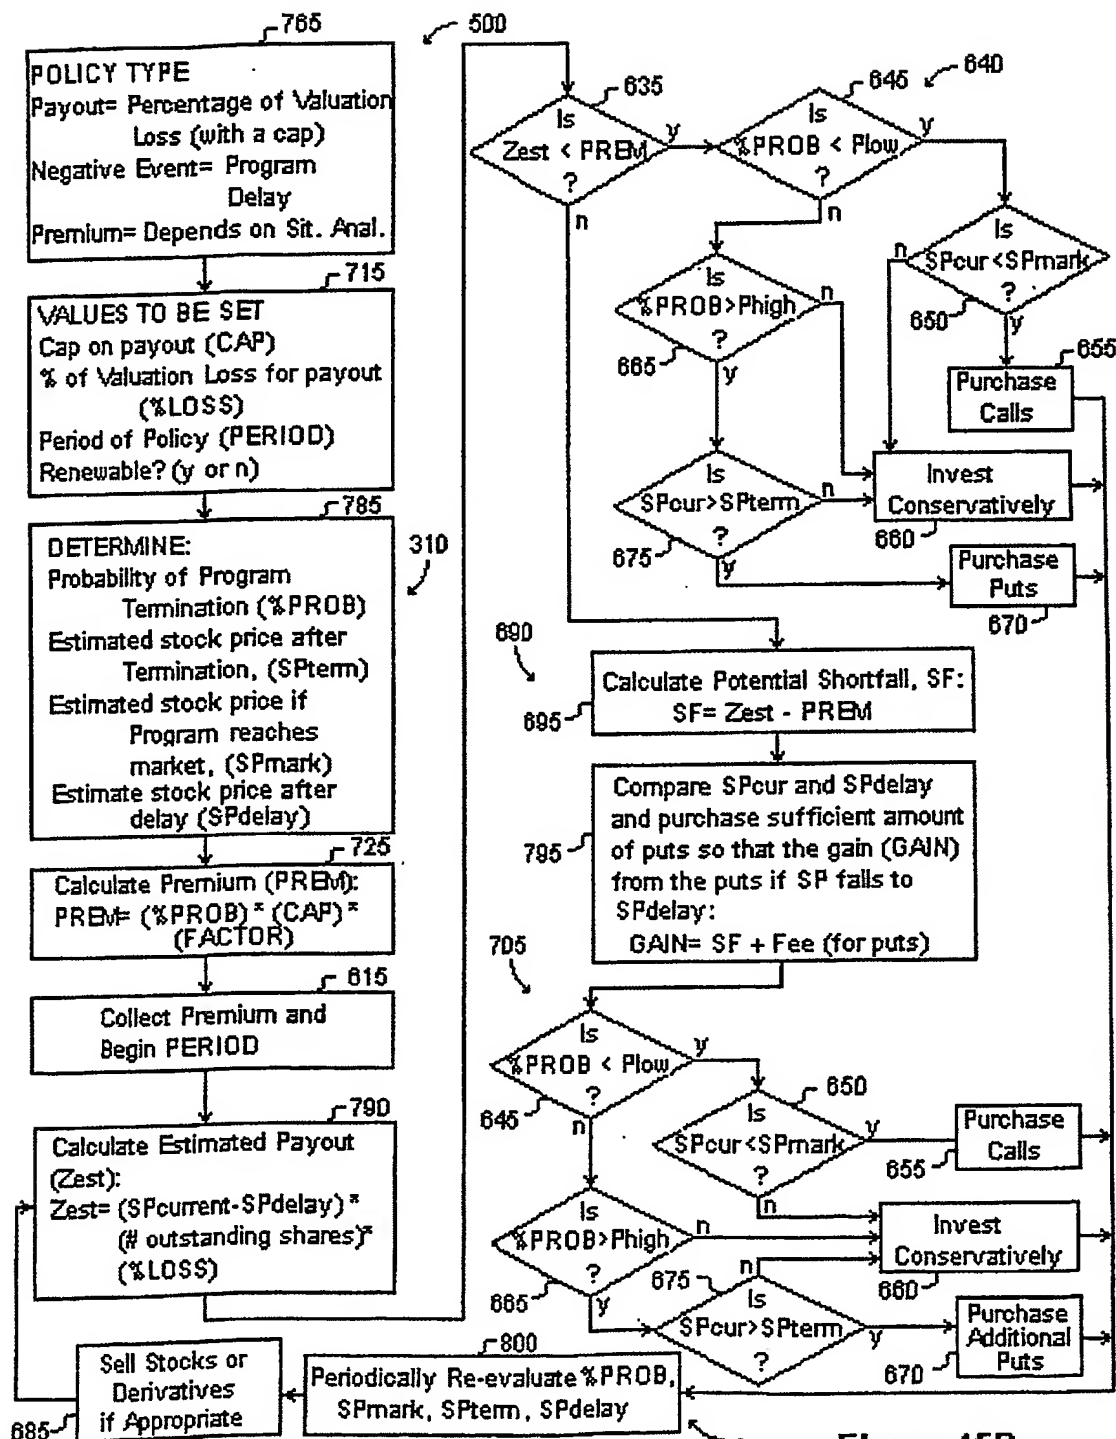 765
500
POLICY TYPE
Payout= Percentage of Valuation
Loss (with a cap)
Negative Event= Program
Delay
Premium= Depends on Sit. Anal.
715
VALUES TO BE SET
Cap on payout (CAP)
% of Valuation Loss for payout
(%LOSS)
Period of Policy (PERIOD)
Renewable? (y or n)
785
DETERMINE:
Probability of Program
Termination (%PROB)
Estimated stock price after
Termination, (SPterm)
Estimated stock price if
Program reaches
market, (SPmark)
Estimate stock price after
delay (SPdelay)
310
725
Calculate Premium (PREM):
PREM= (%PROB)* (CAP)*
(FACTOR)
615
Collect Premium and
Begin PERIOD
790
Calculate Estimated Payout
(Zest):
Zest= (SPcurrent-SPdelay)*
(# outstanding shares)*
(%LOSS)
635
Is
Zest < PREM
?
y
n
645
640
Is
%PROB < Plow
?
y
n
Is
SPcur<SPmark
?
n
y
650
655
Purchase
Calls
Is
%PROB>Phigh
?
n
y
665
Is
SPcur>SPterm
?
n
y
675
Invest
Conservatively
660
Purchase
Puts
670
690
Calculate Potential Shortfall, SF:
SF= Zest - PREM
695
Compare SPcur and SPdelay
and purchase sufficient amount
of puts so that the gain (GAIN)
from the puts if SP falls to
SPdelay:
GAIN= SF + Fee (for puts)
795
705
Is
%PROB < Plow
?
y
n
645
650
Is
SPcur<SPmark
?
y
n
Purchase
Calls
655
Is
%PROB>Phigh
?
n
y
665
Invest
Conservatively
660
675
n
Is
SPcur>SPterm
?
y
Purchase
Additional
Puts
670
800
Periodically Re-evaluate %PROB,
SPmark, SPterm, SPdelay
Sell Stocks or
Derivatives
if Appropriate
685